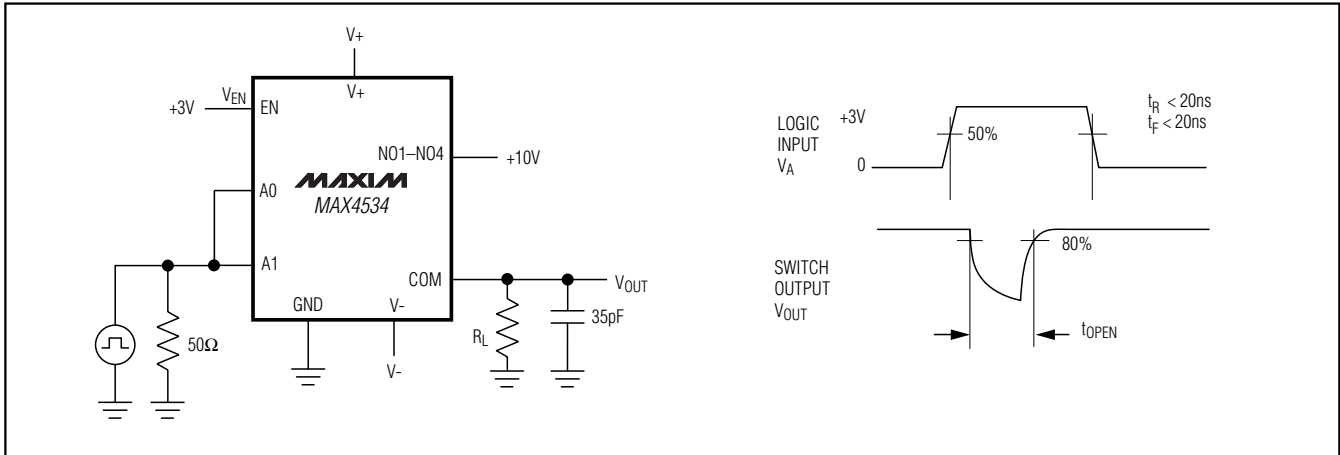 V+
V+
+3V
VEN
EN
NO1–NO4
+10V
MAXIM
MAX4534
A0
A1
COM
VOUT
GND
V-
V-
50Ω
RL
35pF
LOGIC
INPUT
VA
+3V
0
50%
tR < 20ns
tF < 20ns
SWITCH
OUTPUT
VOUT
80%
tOPEN